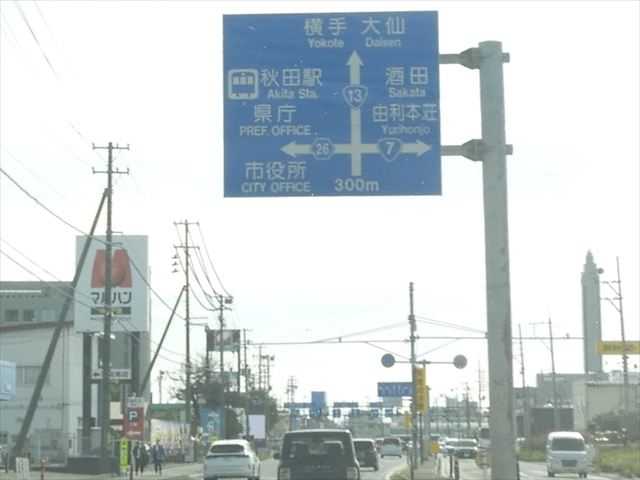 横手 大仙
Yokote Daisen
秋田駅
Akita Sta.
酒田
Sakata
13
県庁
PREF. OFFICE
由利本荘
Yurihonjo
26
7
市役所
CITY OFFICE
300m
マルハン
P